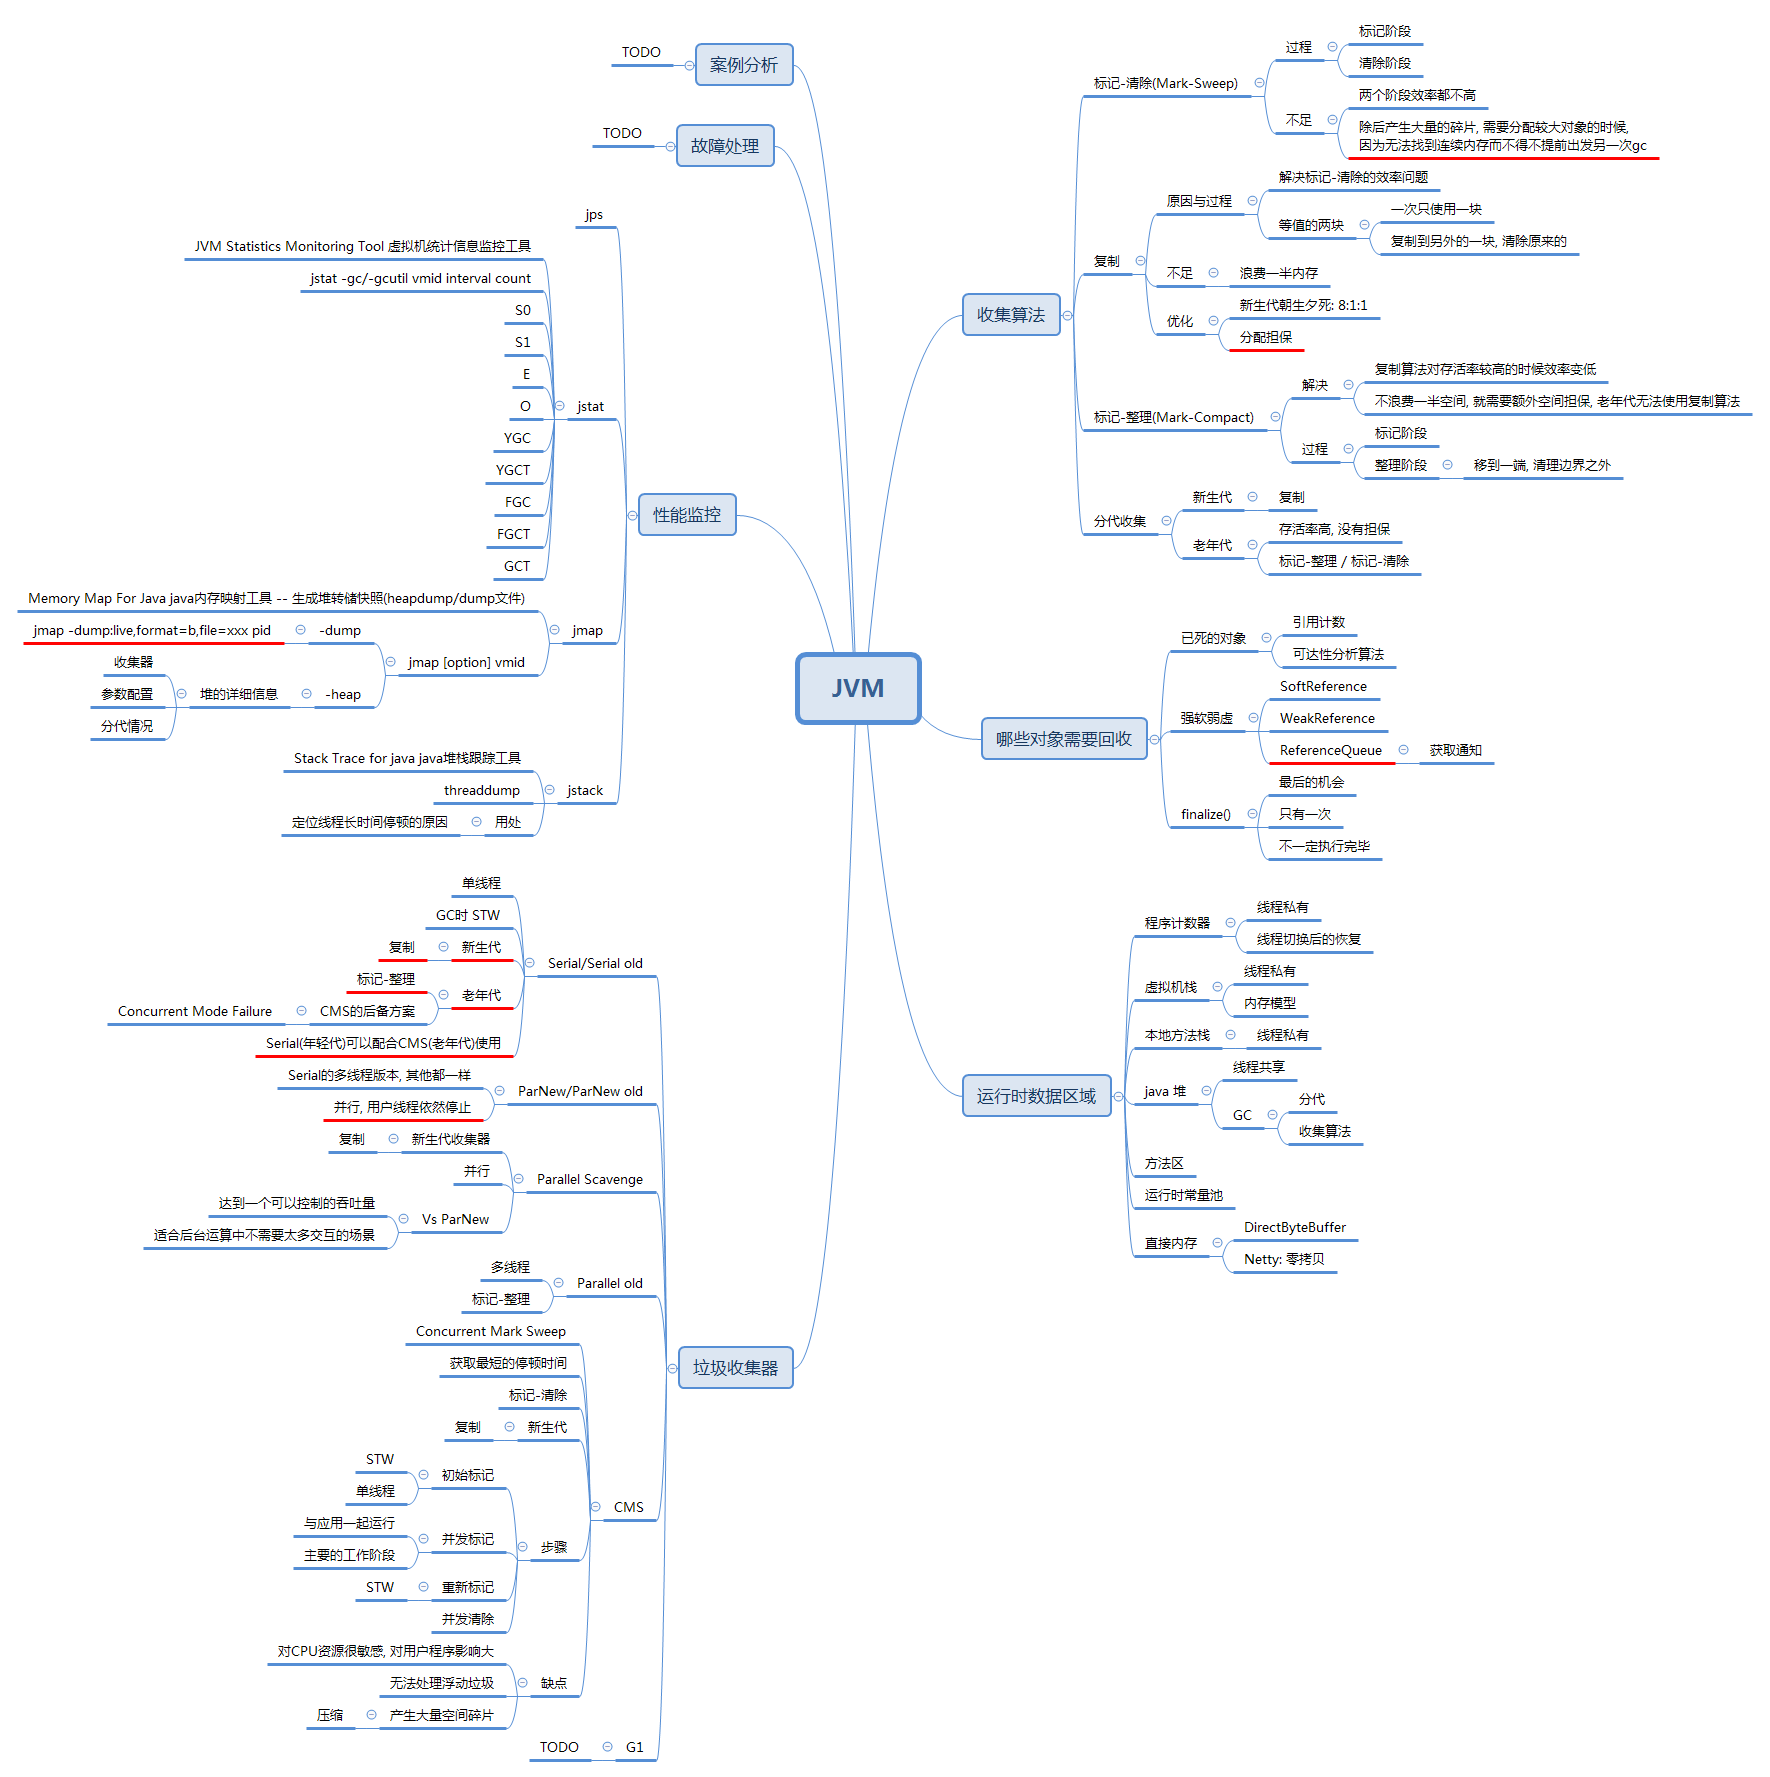 JVM
收集算法
标记-清除(Mark-Sweep)
过程
标记阶段
清除阶段
不足
两个阶段效率都不高
除后产生大量的碎片, 需要分配较大对象的时候,
因为无法找到连续内存而不得不提前出发另一次gc
复制
原因与过程
解决标记-清除的效率问题
等值的两块
一次只使用一块
复制到另外的一块, 清除原来的
不足
浪费一半内存
优化
新生代朝生夕死: 8:1:1
分配担保
标记-整理(Mark-Compact)
解决
复制算法对存活率较高的时候效率变低
不浪费一半空间, 就需要额外空间担保, 老年代无法使用复制算法
过程
标记阶段
整理阶段
移到一端, 清理边界之外
分代收集
新生代
复制
老年代
存活率高, 没有担保
标记-整理 / 标记-清除
哪些对象需要回收
已死的对象
引用计数
可达性分析算法
强软弱虚
SoftReference
WeakReference
ReferenceQueue
获取通知
finalize()
最后的机会
只有一次
不一定执行完毕
运行时数据区域
程序计数器
线程私有
线程切换后的恢复
虚拟机栈
线程私有
内存模型
本地方法栈
线程私有
java 堆
线程共享
GC
分代
收集算法
方法区
运行时常量池
直接内存
DirectByteBuffer
Netty: 零拷贝
案例分析
TODO
故障处理
TODO
性能监控
jps
jstat
JVM Statistics Monitoring Tool 虚拟机统计信息监控工具
jstat -gc/-gcutil vmid interval count
S0
S1
E
O
YGC
YGCT
FGC
FGCT
GCT
jmap
Memory Map For Java java内存映射工具 -- 生成堆转储快照(heapdump/dump文件)
jmap [option] vmid
-dump
jmap -dump:live,format=b,file=xxx pid
-heap
堆的详细信息
收集器
参数配置
分代情况
jstack
Stack Trace for java java堆栈跟踪工具
threaddump
用处
定位线程长时间停顿的原因
垃圾收集器
Serial/Serial old
单线程
GC时 STW
新生代
复制
老年代
标记-整理
CMS的后备方案
Concurrent Mode Failure
Serial(年轻代)可以配合CMS(老年代)使用
ParNew/ParNew old
Serial的多线程版本, 其他都一样
并行, 用户线程依然停止
Parallel Scavenge
新生代收集器
复制
并行
Vs ParNew
达到一个可以控制的吞吐量
适合后台运算中不需要太多交互的场景
Parallel old
多线程
标记-整理
CMS
Concurrent Mark Sweep
获取最短的停顿时间
标记-清除
新生代
复制
步骤
初始标记
STW
单线程
并发标记
与应用一起运行
主要的工作阶段
重新标记
STW
并发清除
缺点
对CPU资源很敏感, 对用户程序影响大
无法处理浮动垃圾
产生大量空间碎片
压缩
G1
TODO